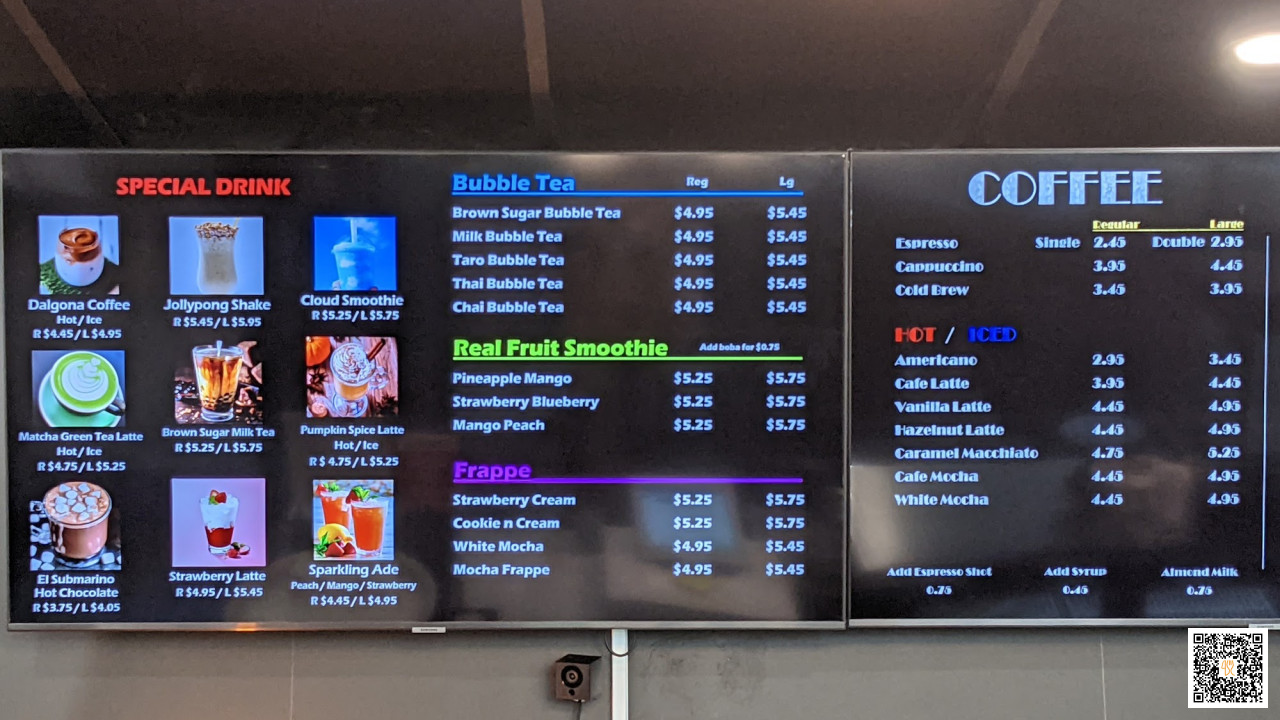 SPECIAL DRINK
Dalgona Coffee
Hot / Ice
R $4.45 / L $4.95
Jollypong Shake
R $5.45 / L $5.95
Cloud Smoothie
R $5.25 / L $5.75
Matcha Green Tea Latte
Hot / Ice
R $4.75 / L $5.25
Brown Sugar Milk Tea
R $5.25 / L $5.75
Pumpkin Spice Latte
Hot / Ice
R $ 4.75 / L $5.25
El Submarino
Hot Chocolate
R $3.75 / L $4.05
Strawberry Latte
R $4.95 / L $5.45
Sparkling Ade
Peach / Mango / Strawberry
R $4.45 / L $4.95
Bubble Tea Reg Lg
Brown Sugar Bubble Tea $4.95 $5.45
Milk Bubble Tea $4.95 $5.45
Taro Bubble Tea $4.95 $5.45
Thai Bubble Tea $4.95 $5.45
Chai Bubble Tea $4.95 $5.45
Real Fruit Smoothie Add boba for $0.75
Pineapple Mango $5.25 $5.75
Strawberry Blueberry $5.25 $5.75
Mango Peach $5.25 $5.75
Frappe
Strawberry Cream $5.25 $5.75
Cookie n Cream $5.25 $5.75
White Mocha $4.95 $5.45
Mocha Frappe $4.95 $5.45
COFFEE
Regular Large
Espresso Single 2.45 Double 2.95
Cappuccino 3.95 4.45
Cold Brew 3.45 3.95
HOT / ICED
Americano 2.95 3.45
Cafe Latte 3.95 4.45
Vanilla Latte 4.45 4.95
Hazelnut Latte 4.45 4.95
Caramel Macchiato 4.75 5.25
Cafe Mocha 4.45 4.95
White Mocha 4.45 4.95
Add Espresso Shot Add Syrup Almond Milk
0.75 0.45 0.75